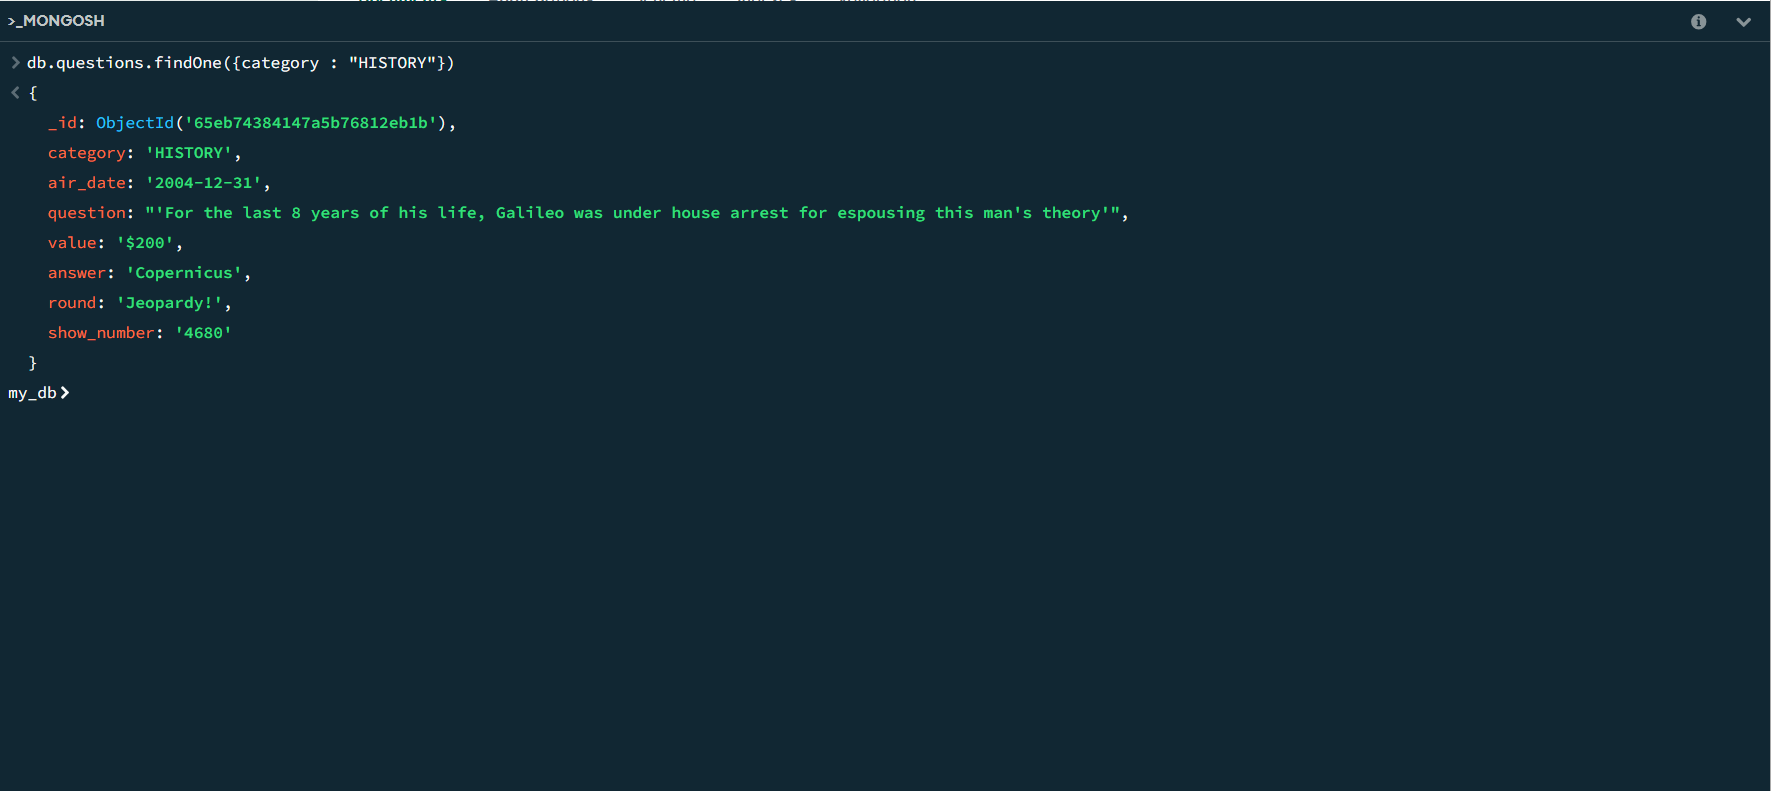 >_MONGOSH
> db.questions.findOne({category : "HISTORY"})
< {
_id: ObjectId('65eb74384147a5b76812eb1b'),
category: 'HISTORY',
air_date: '2004-12-31',
question: "'For the last 8 years of his life, Galileo was under house arrest for espousing this man's theory'",
value: '$200',
answer: 'Copernicus',
round: 'Jeopardy!',
show_number: '4680'
}
my_db>